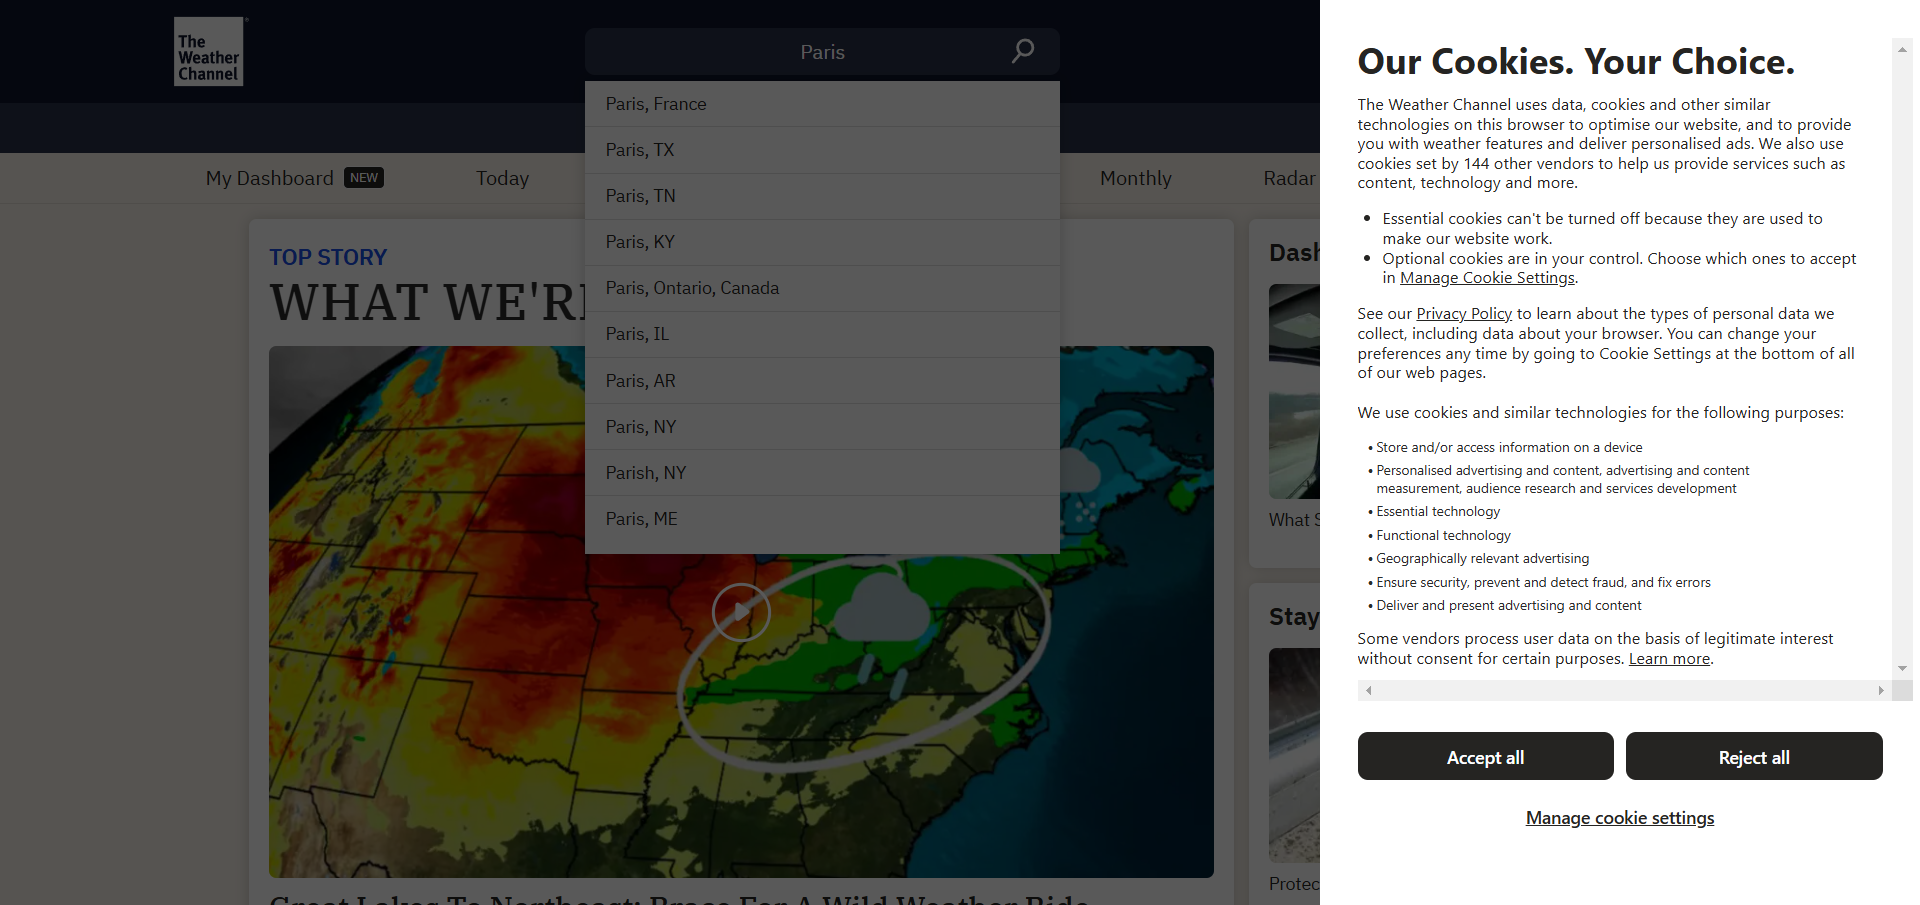 The
Weather
Channel
Paris
Paris, France
Paris, TX
Paris, TN
Paris, KY
Paris, Ontario, Canada
Paris, IL
Paris, AR
Paris, NY
Parish, NY
Paris, ME
My Dashboard NEW
Today
Monthly
Radar
TOP STORY
WHAT WE'RE
Great Lakes To Northeast: Brace For A Wild Weather Ride
Dash
What S
Stay
Protec
Our Cookies. Your Choice.
The Weather Channel uses data, cookies and other similar
technologies on this browser to optimise our website, and to provide
you with weather features and deliver personalised ads. We also use
cookies set by 144 other vendors to help us provide services such as
content, technology and more.
• Essential cookies can't be turned off because they are used to
make our website work.
• Optional cookies are in your control. Choose which ones to accept
in Manage Cookie Settings.
See our Privacy Policy to learn about the types of personal data we
collect, including data about your browser. You can change your
preferences any time by going to Cookie Settings at the bottom of all
of our web pages.
We use cookies and similar technologies for the following purposes:
• Store and/or access information on a device
• Personalised advertising and content, advertising and content
measurement, audience research and services development
• Essential technology
• Functional technology
• Geographically relevant advertising
• Ensure security, prevent and detect fraud, and fix errors
• Deliver and present advertising and content
Some vendors process user data on the basis of legitimate interest
without consent for certain purposes. Learn more.
Accept all
Reject all
Manage cookie settings